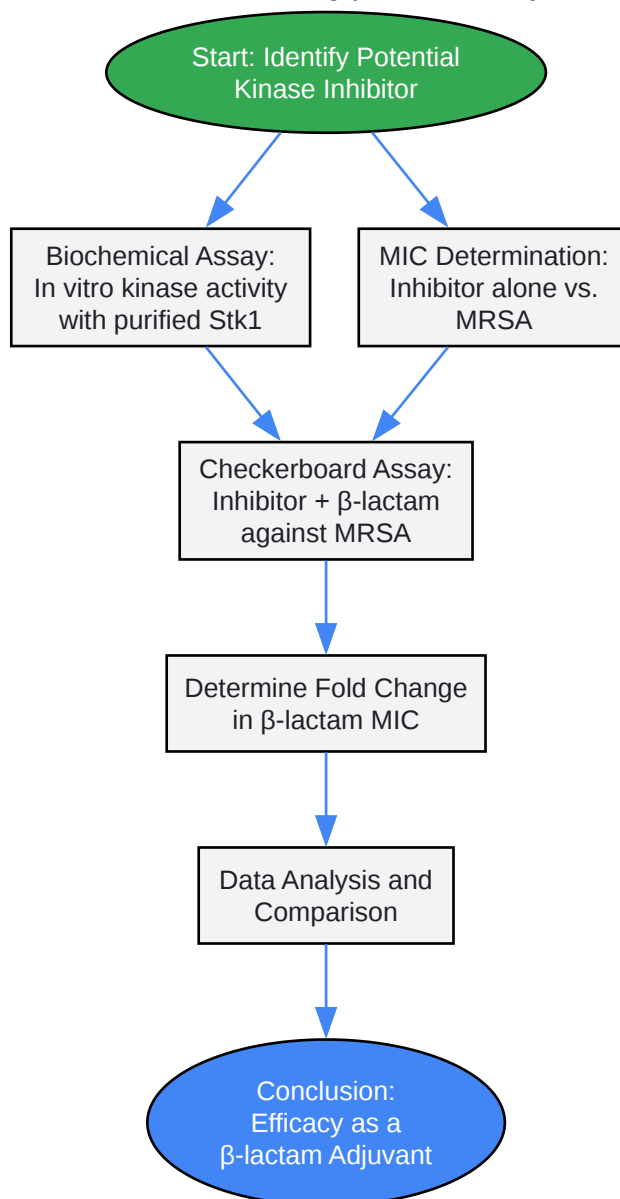 Start: Identify Potential
Kinase Inhibitor
Biochemical Assay:
In vitro kinase activity
with purified Stk1
MIC Determination:
Inhibitor alone vs.
MRSA
Checkerboard Assay:
Inhibitor + β-lactam
against MRSA
Determine Fold Change
in β-lactam MIC
Data Analysis and
Comparison
Conclusion:
Efficacy as a
β-lactam Adjuvant